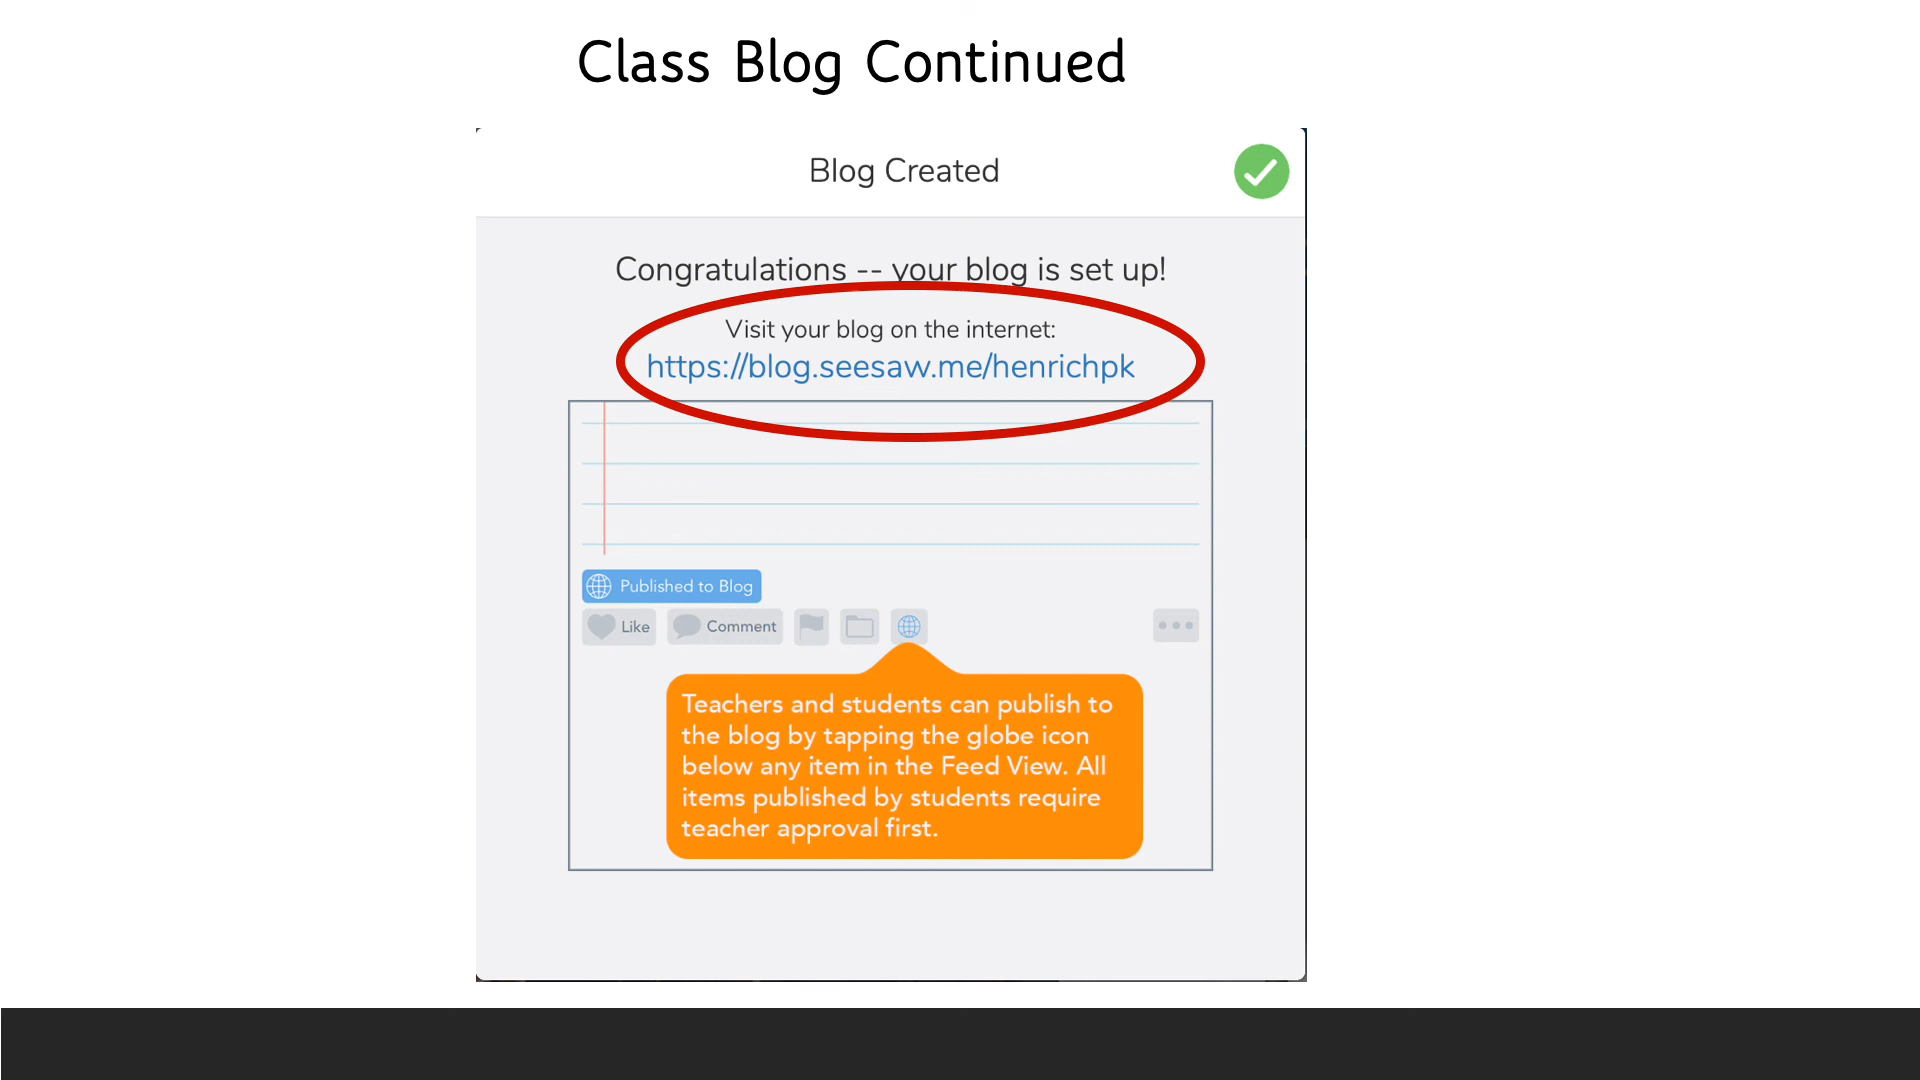 Class Blog Continued
Blog Created
Congratulations -- your blog is set up!
Visit your blog on the internet:
https://blog.seesaw.me/henrichpk
Published to Blog
Like Comment
Teachers and students can publish to
the blog by tapping the globe icon
below any item in the Feed View. All
items published by students require
teacher approval first.